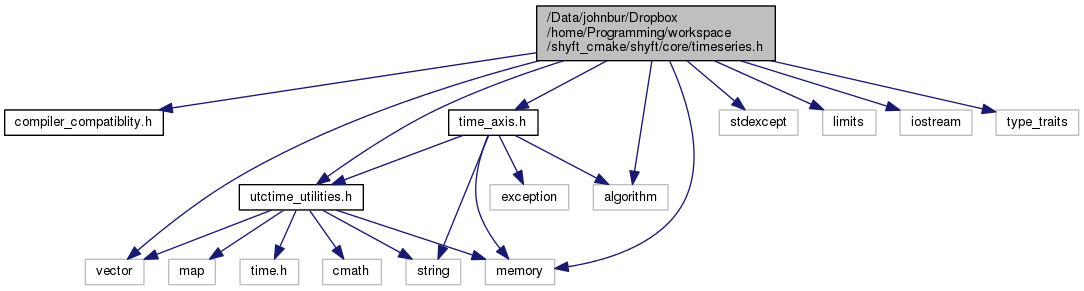 /Data/johnbur/Dropbox
/home/Programming/workspace
/shyft_cmake/shyft/core/timeseries.h
compiler_compatiblity.h
time_axis.h
stdexcept
limits
iostream
type_traits
utctime_utilities.h
exception
algorithm
vector
map
time.h
cmath
string
memory